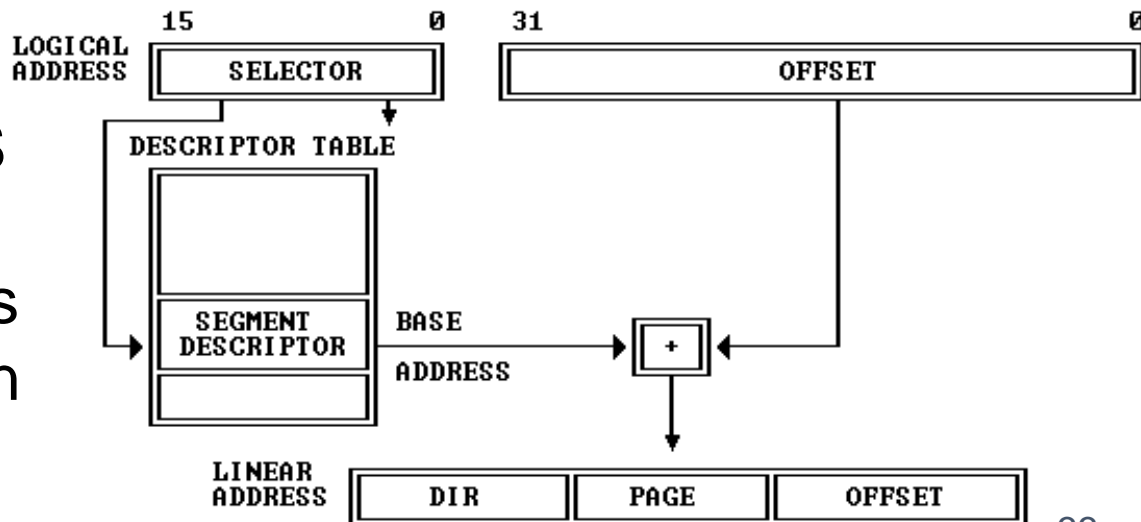 15 0 31 0
LOGICAL
ADDRESS
SELECTOR
OFFSET
DESCRIPTOR TABLE
SEGMENT
DESCRIPTOR
BASE
ADDRESS
+
LINEAR
ADDRESS
DIR
PAGE
OFFSET
s
n